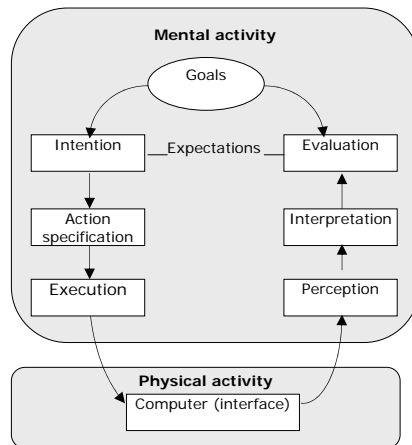 Mental activity
Goals
Intention
Expectations
Evaluation
Action
specification
Interpretation
Execution
Perception
Physical activity
Computer (interface)